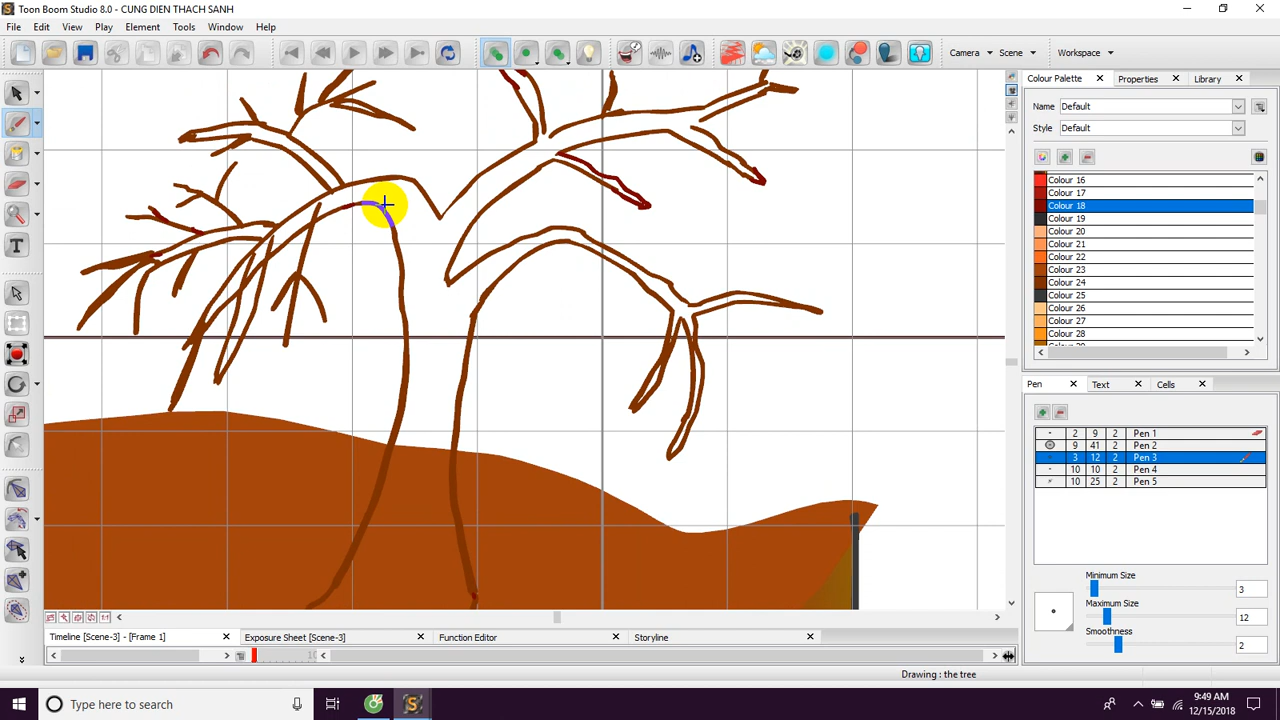 Toon Boom Studio 8.0 - CUNG DIEN THACH SANH
File Edit View Play Element Tools Window Help
Camera Scene Workspace
Colour Palette Properties Library
Name Default
Style Default
Colour 16
Colour 17
Colour 18
Colour 19
Colour 20
Colour 21
Colour 22
Colour 23
Colour 24
Colour 25
Colour 26
Colour 27
Colour 28
Pen Text Cells
2 9 2 Pen 1
9 41 2 Pen 2
3 12 2 Pen 3
10 10 2 Pen 4
10 25 2 Pen 5
Minimum Size
3
Maximum Size
12
Smoothness
2
Timeline [Scene-3] - [Frame 1] Exposure Sheet [Scene-3] Function Editor Storyline
Drawing : the tree
Type here to search
9:49 AM
12/15/2018